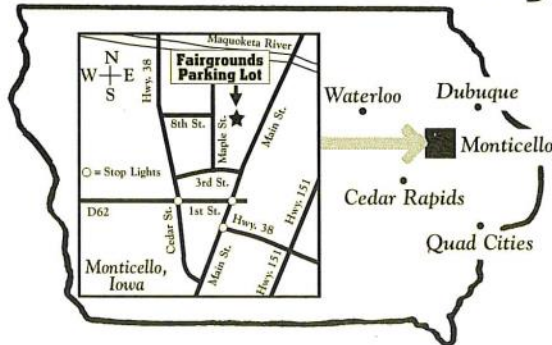 Maquoketa River
N
W E
S
Hwy. 38
Fairgrounds
Parking Lot
8th St.
Maple St.
Main St.
○ = Stop Lights
3rd St.
D62
1st St.
Hwy. 38
Hwy. 151
Cedar St.
Main St.
Hwy. 151
Monticello,
Iowa
Waterloo
Dubuque
Monticello
Cedar Rapids
Quad Cities